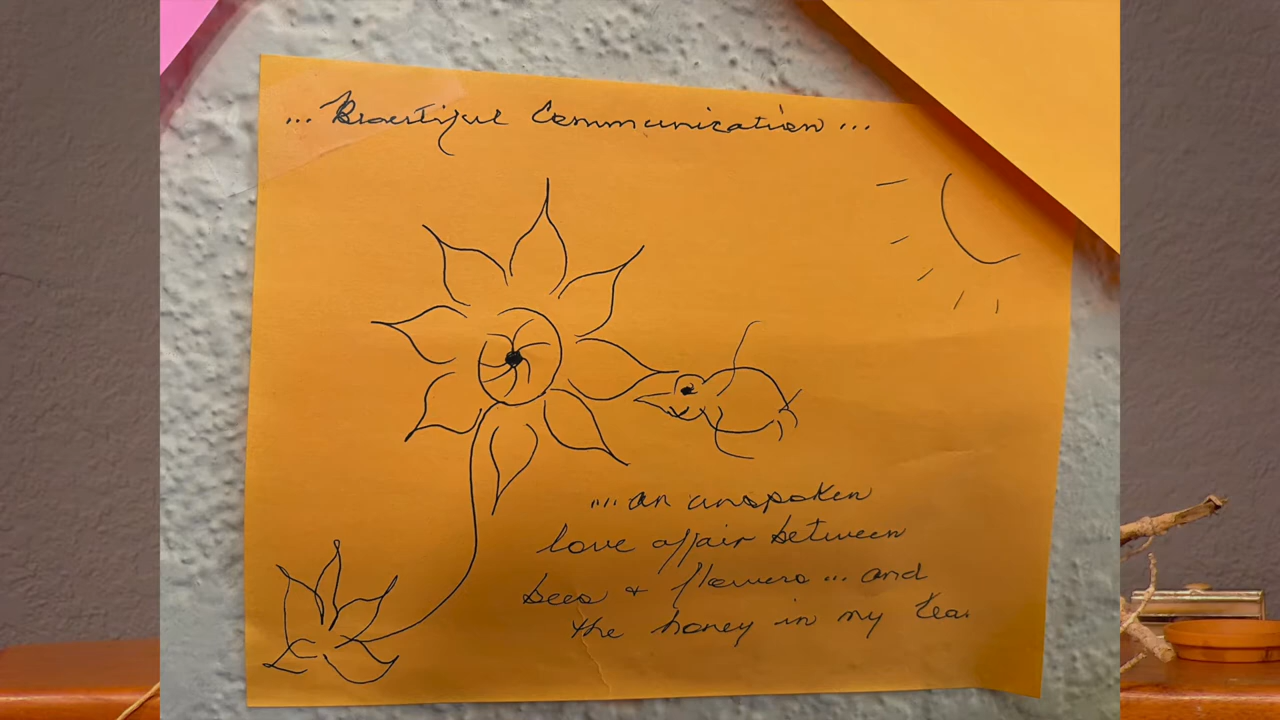 ... Beautiful Communication ...
... an unspoken
love affair between
bees + flowers ... and
the honey in my tea.